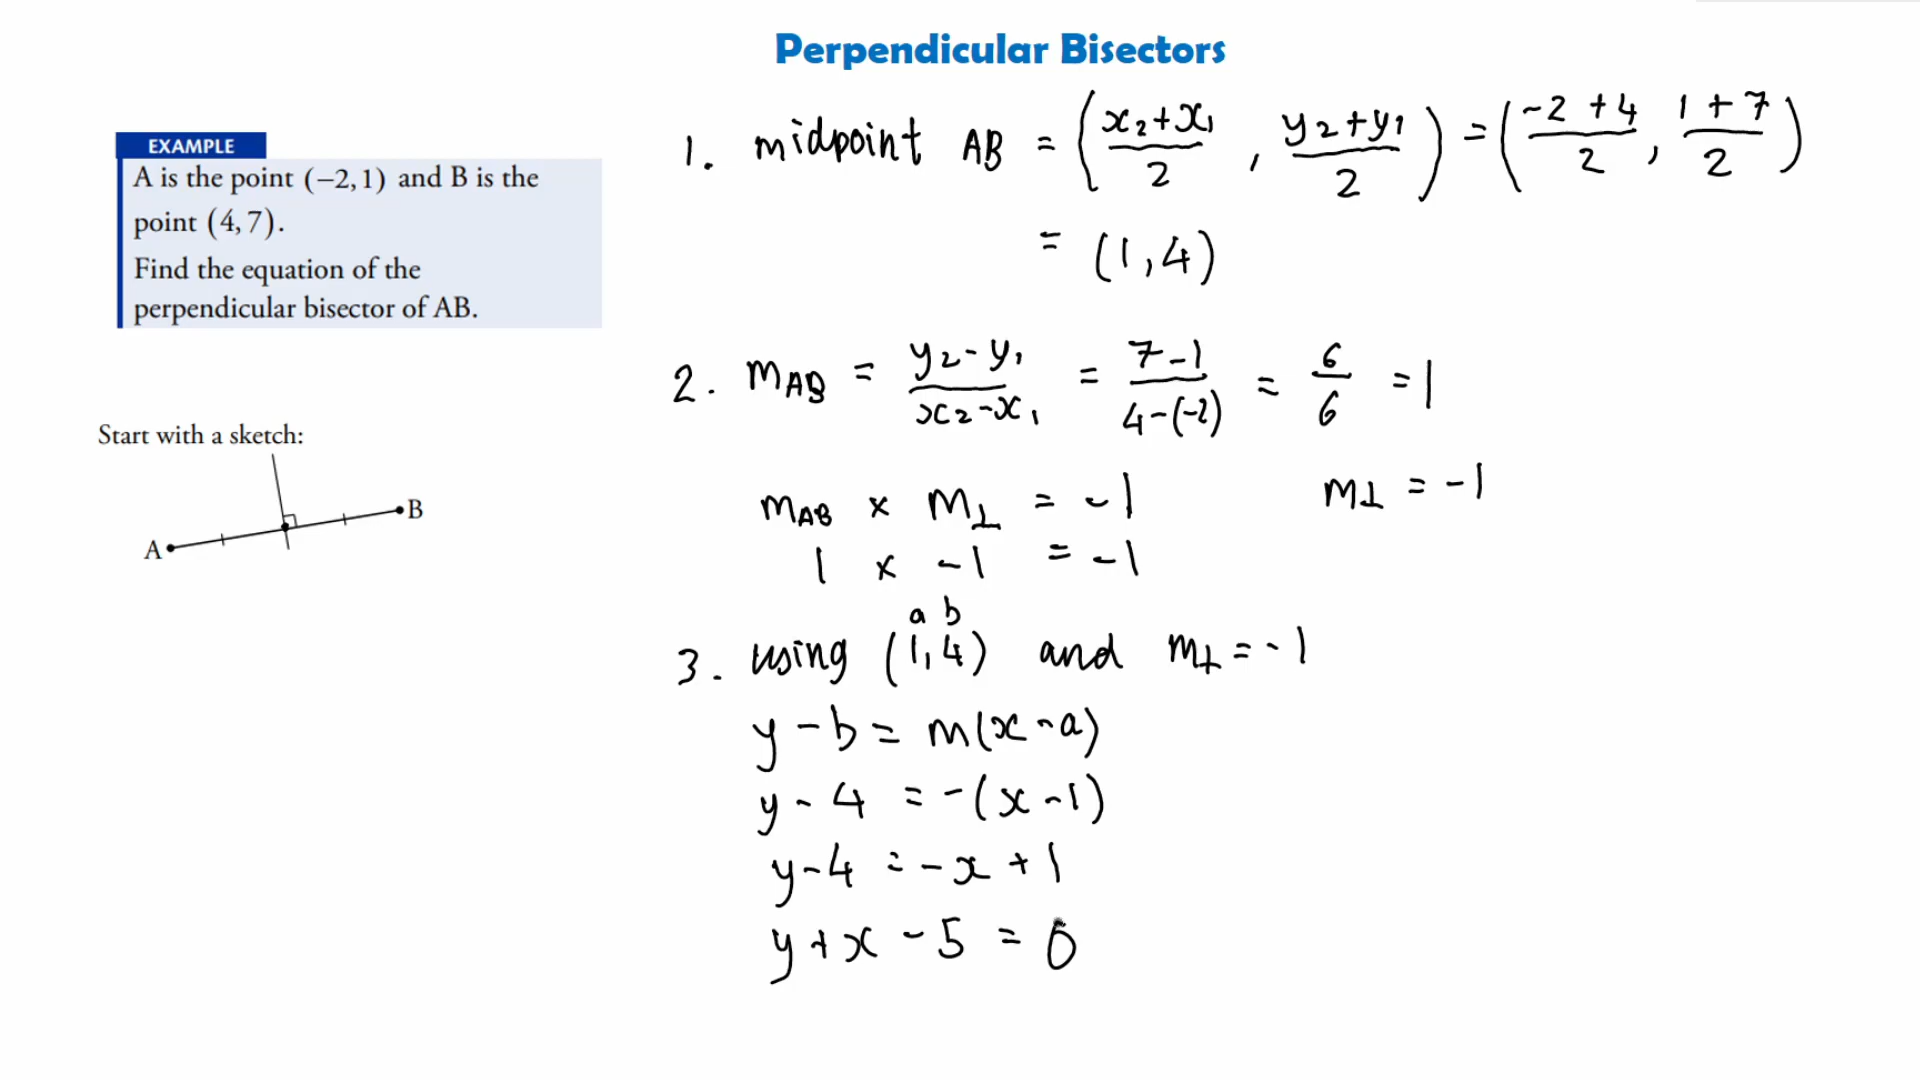 Perpendicular Bisectors
EXAMPLE
A is the point (−2, 1) and B is the
point (4, 7).
Find the equation of the
perpendicular bisector of AB.
Start with a sketch:
A B
1. midpoint AB = ( (x₂+x₁)/2 , (y₂+y₁)/2 ) = ( (-2+4)/2 , (1+7)/2 )
= (1,4)
2. m_AB = (y₂-y₁)/(x₂-x₁) = (7-1)/(4-(-2)) = 6/6 = 1
m_AB × m⊥ = -1 m⊥ = -1
1 × -1 = -1
a b
3. using (1,4) and m⊥ = -1
y - b = m(x - a)
y - 4 = -(x - 1)
y - 4 = -x + 1
y + x - 5 = 0